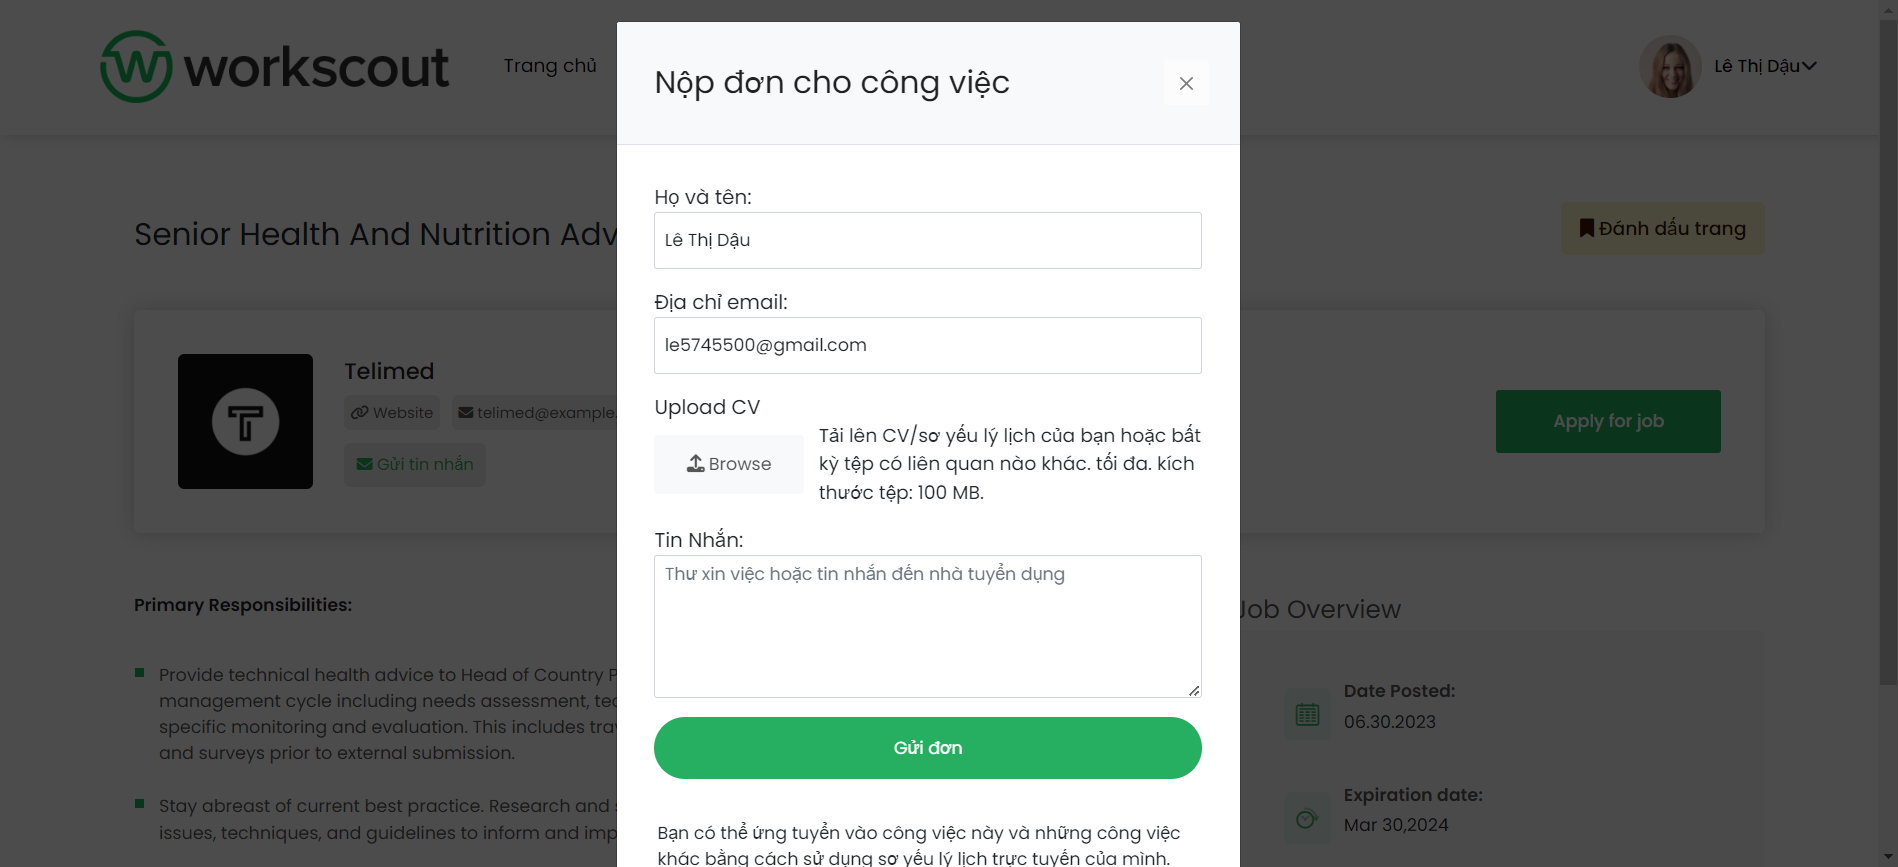 workscout
Trang chủ
Lê Thị Dậu
Nộp đơn cho công việc
Senior Health And Nutrition Adv
Đánh dấu trang
Họ và tên:
Lê Thị Dậu
Địa chỉ email:
le5745500@gmail.com
Telimed
Website
telimed@example.
Gửi tin nhắn
Apply for job
Upload CV
Browse
Tải lên CV/sơ yếu lý lịch của bạn hoặc bất
kỳ tệp có liên quan nào khác. tối đa. kích
thước tệp: 100 MB.
Tin Nhắn:
Thư xin việc hoặc tin nhắn đến nhà tuyển dụng
Gửi đơn
Bạn có thể ứng tuyển vào công việc này và những công việc
khác bằng cách sử dụng sơ yếu lý lịch trực tuyến của mình.
Primary Responsibilities:
Provide technical health advice to Head of Country P
management cycle including needs assessment, tec
specific monitoring and evaluation. This includes tra
and surveys prior to external submission.
Stay abreast of current best practice. Research and
issues, techniques, and guidelines to inform and imp
Job Overview
Date Posted:
06.30.2023
Expiration date:
Mar 30,2024